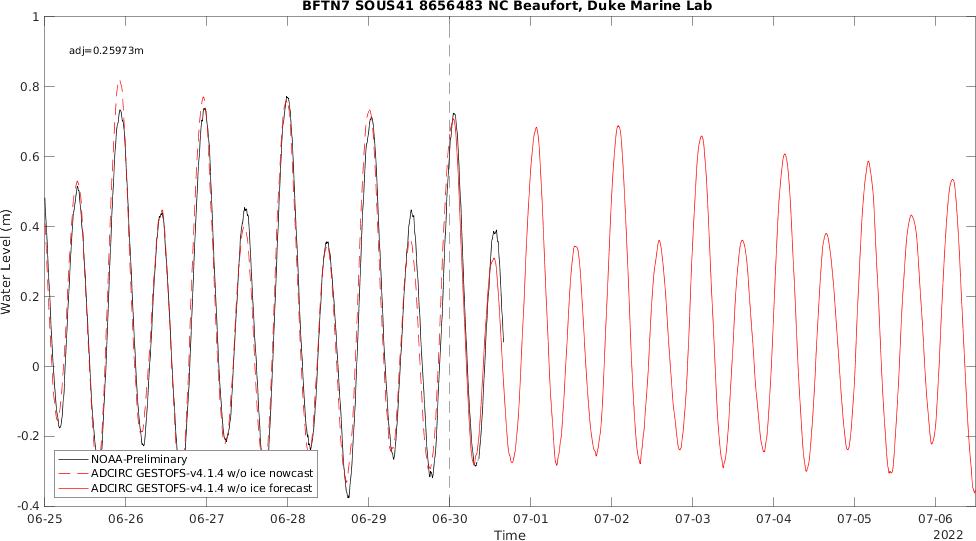 BFTN7 SOUS41 8656483 NC Beaufort, Duke Marine Lab
adj=0.25973m
Water Level (m)
1
0.8
0.6
0.4
0.2
0
-0.2
-0.4
NOAA-Preliminary
ADCIRC GESTOFS-v4.1.4 w/o ice nowcast
ADCIRC GESTOFS-v4.1.4 w/o ice forecast
06-25 06-26 06-27 06-28 06-29 06-30 07-01 07-02 07-03 07-04 07-05 07-06
Time
2022